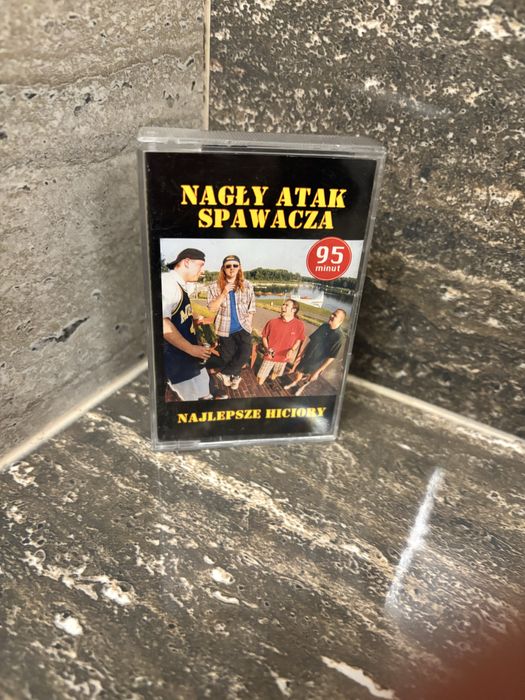 NAGŁY ATAK
SPAWACZA
95
minut
NAJLEPSZE HICIORY